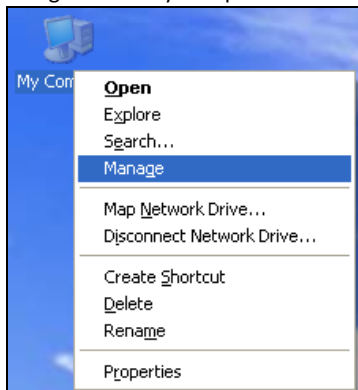 My Com
Open
Explore
Search...
Manage
Map Network Drive...
Disconnect Network Drive...
Create Shortcut
Delete
Rename
Properties